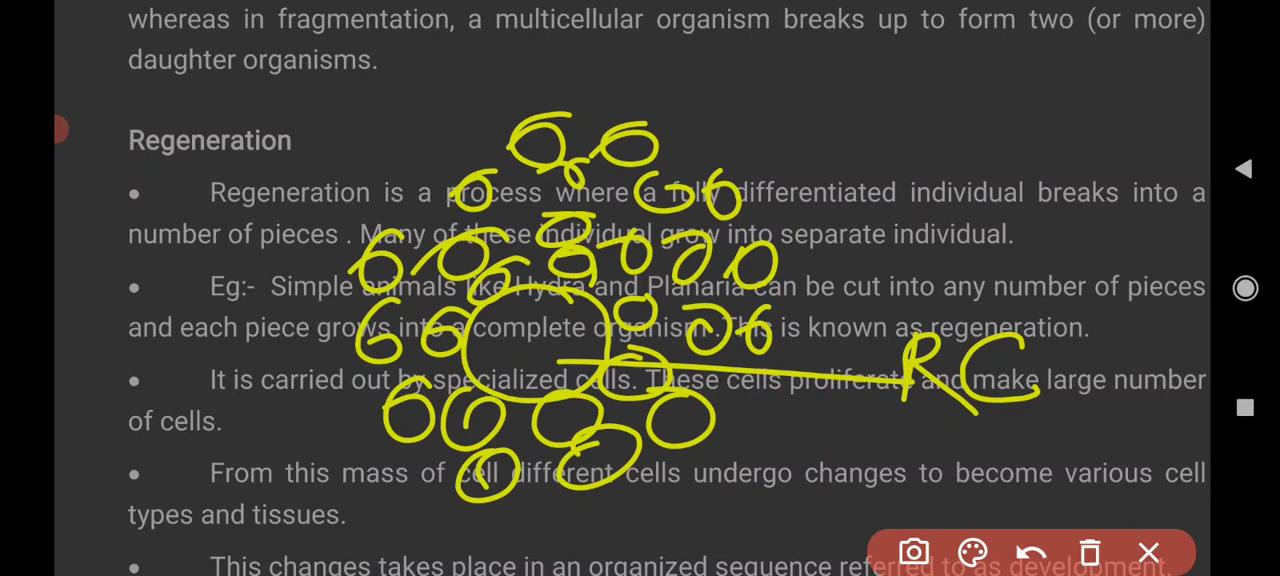 whereas in fragmentation, a multicellular organism breaks up to form two (or more)
daughter organisms.
Regeneration
• Regeneration is a process where a fully differentiated individual breaks into a
number of pieces . Many of these individual grow into separate individual.
• Eg:- Simple animals like Hydra and Planaria can be cut into any number of pieces
and each piece grows into a complete organism .This is known as regeneration.
RC
• It is carried out by specialized cells. These cells proliferate and make large number
of cells.
• From this mass of cell different cells undergo changes to become various cell
types and tissues.
• This changes takes place in an organized sequence referred to as development.